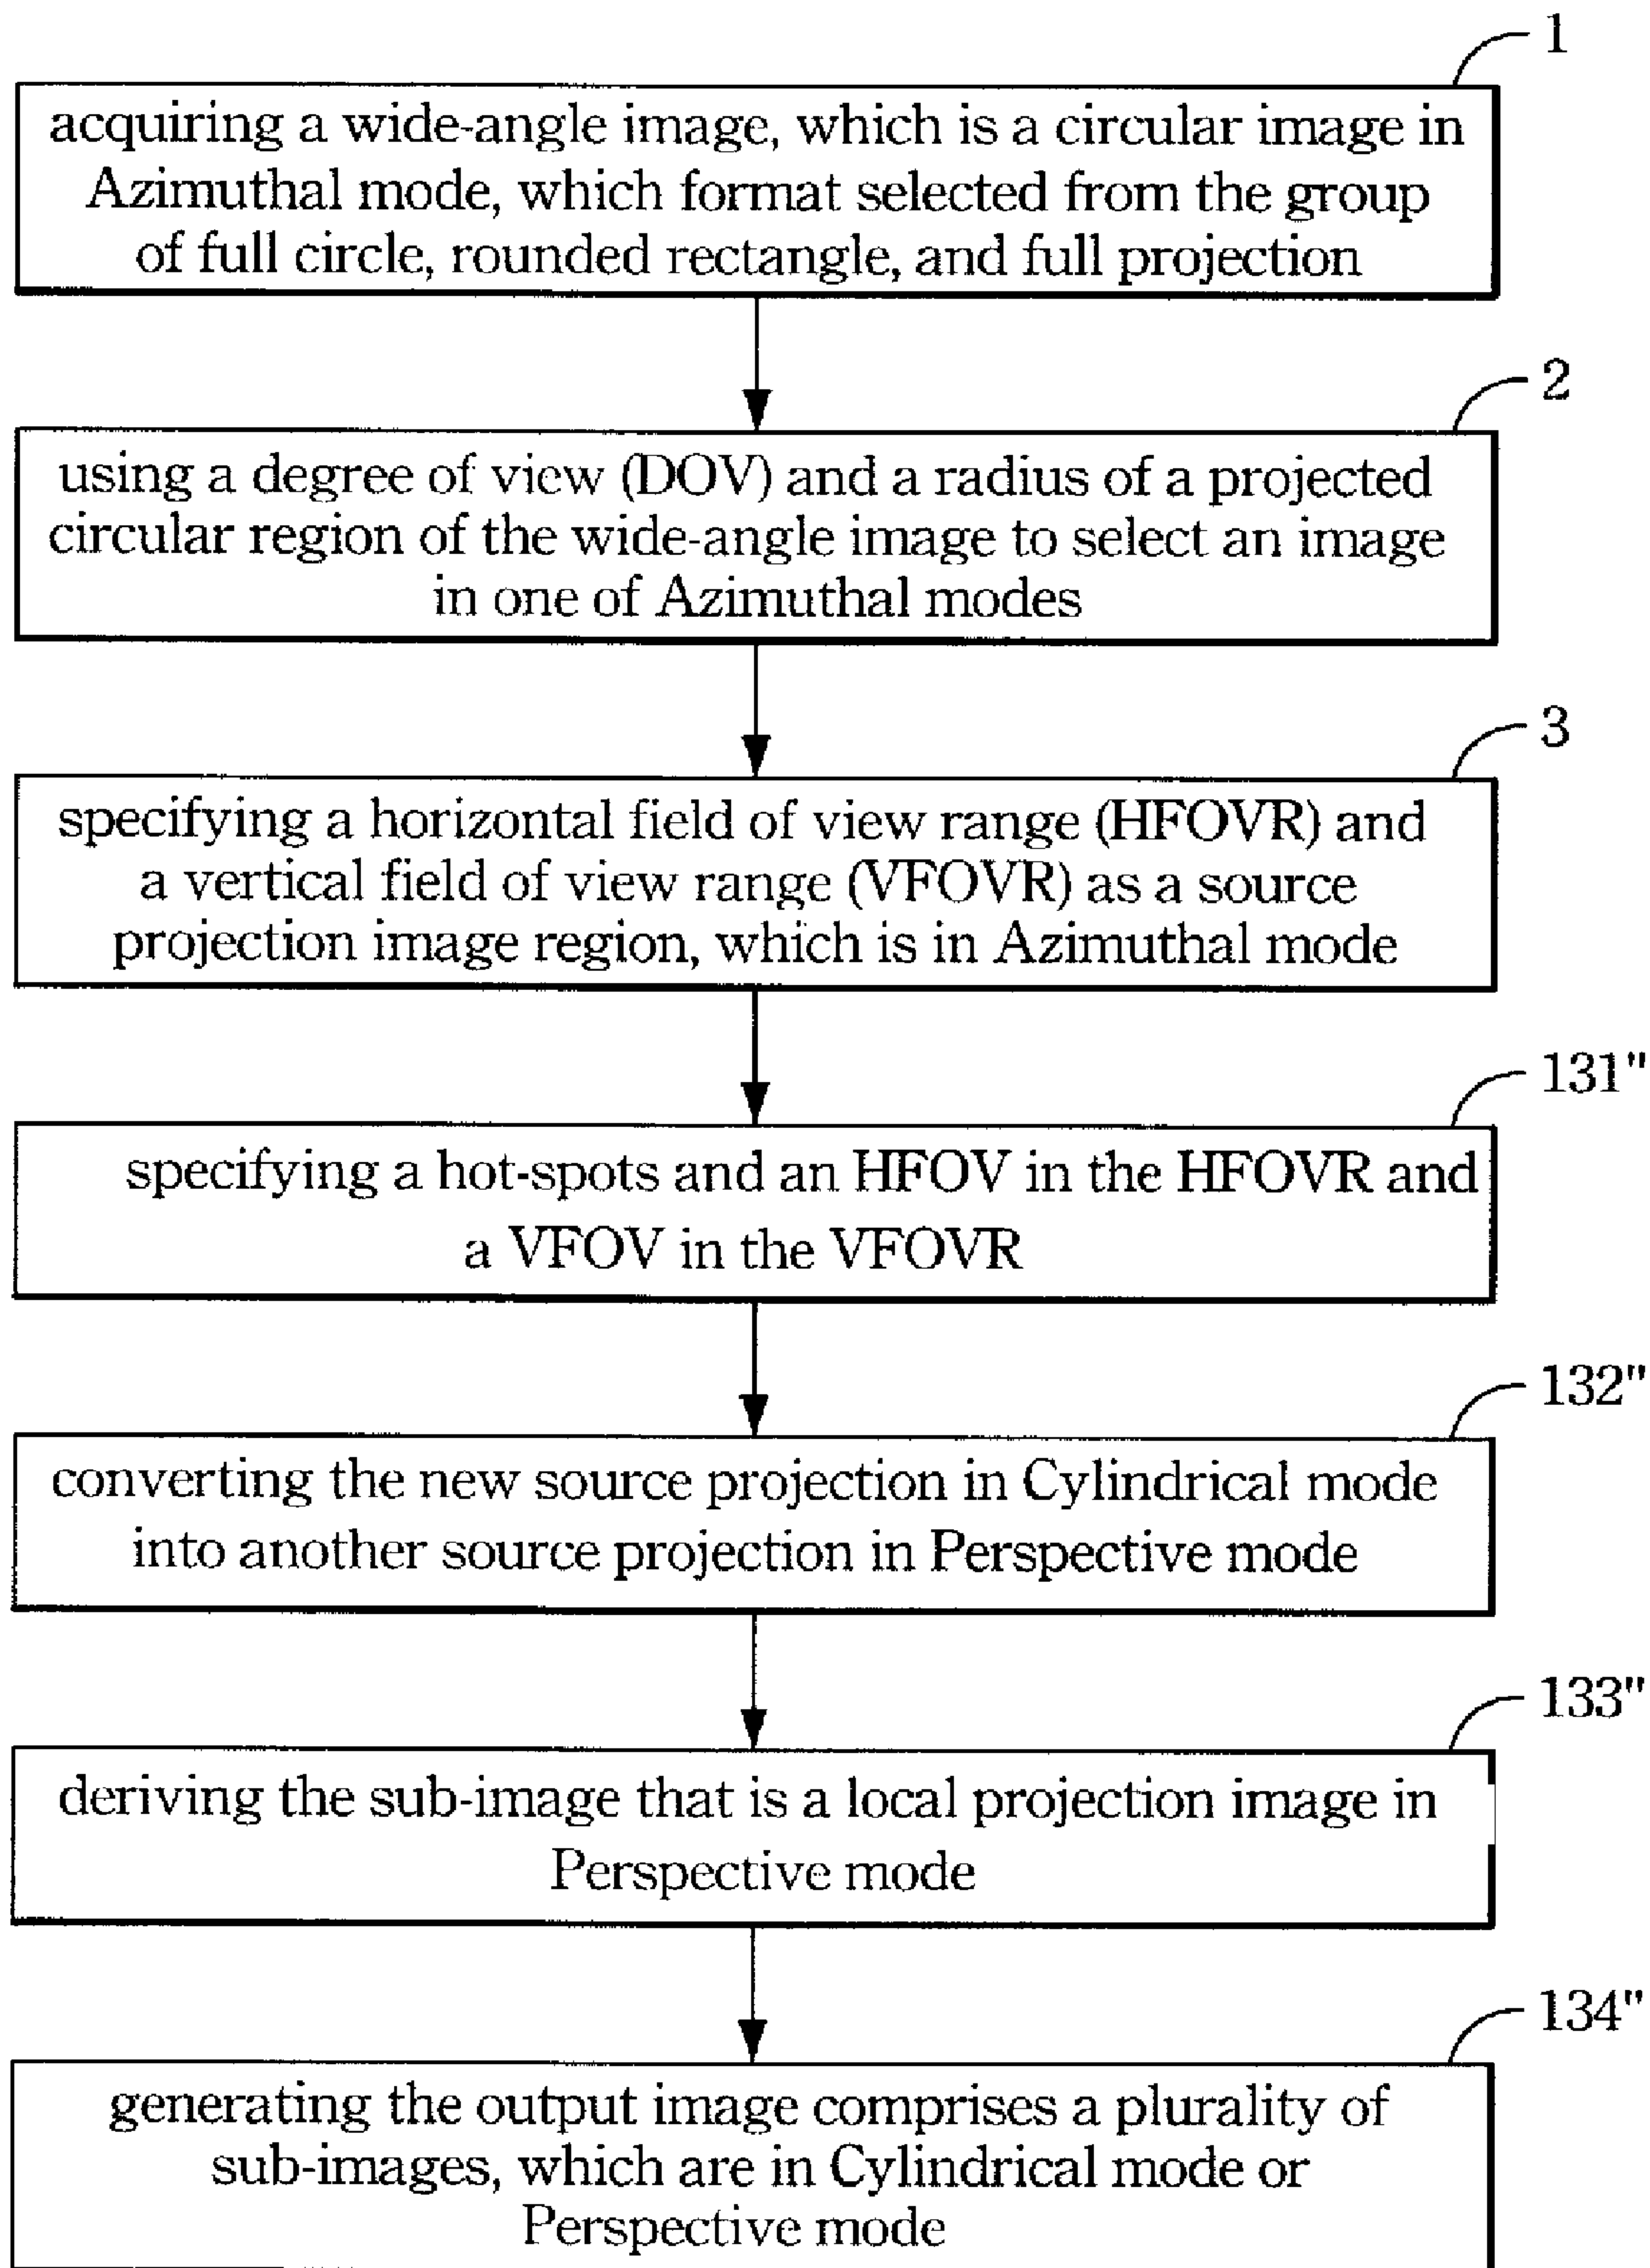 1
acquiring a wide-angle image, which is a circular image in
Azimuthal mode, which format selected from the group
of full circle, rounded rectangle, and full projection
2
using a degree of view (DOV) and a radius of a projected
circular region of the wide-angle image to select an image
in one of Azimuthal modes
3
specifying a horizontal field of view range (HFOVR) and
a vertical field of view range (VFOVR) as a source
projection image region, which is in Azimuthal mode
131"
specifying a hot-spots and an HFOV in the HFOVR and
a VFOV in the VFOVR
132"
converting the new source projection in Cylindrical mode
into another source projection in Perspective mode
133"
deriving the sub-image that is a local projection image in
Perspective mode
134"
generating the output image comprises a plurality of
sub-images, which are in Cylindrical mode or
Perspective mode